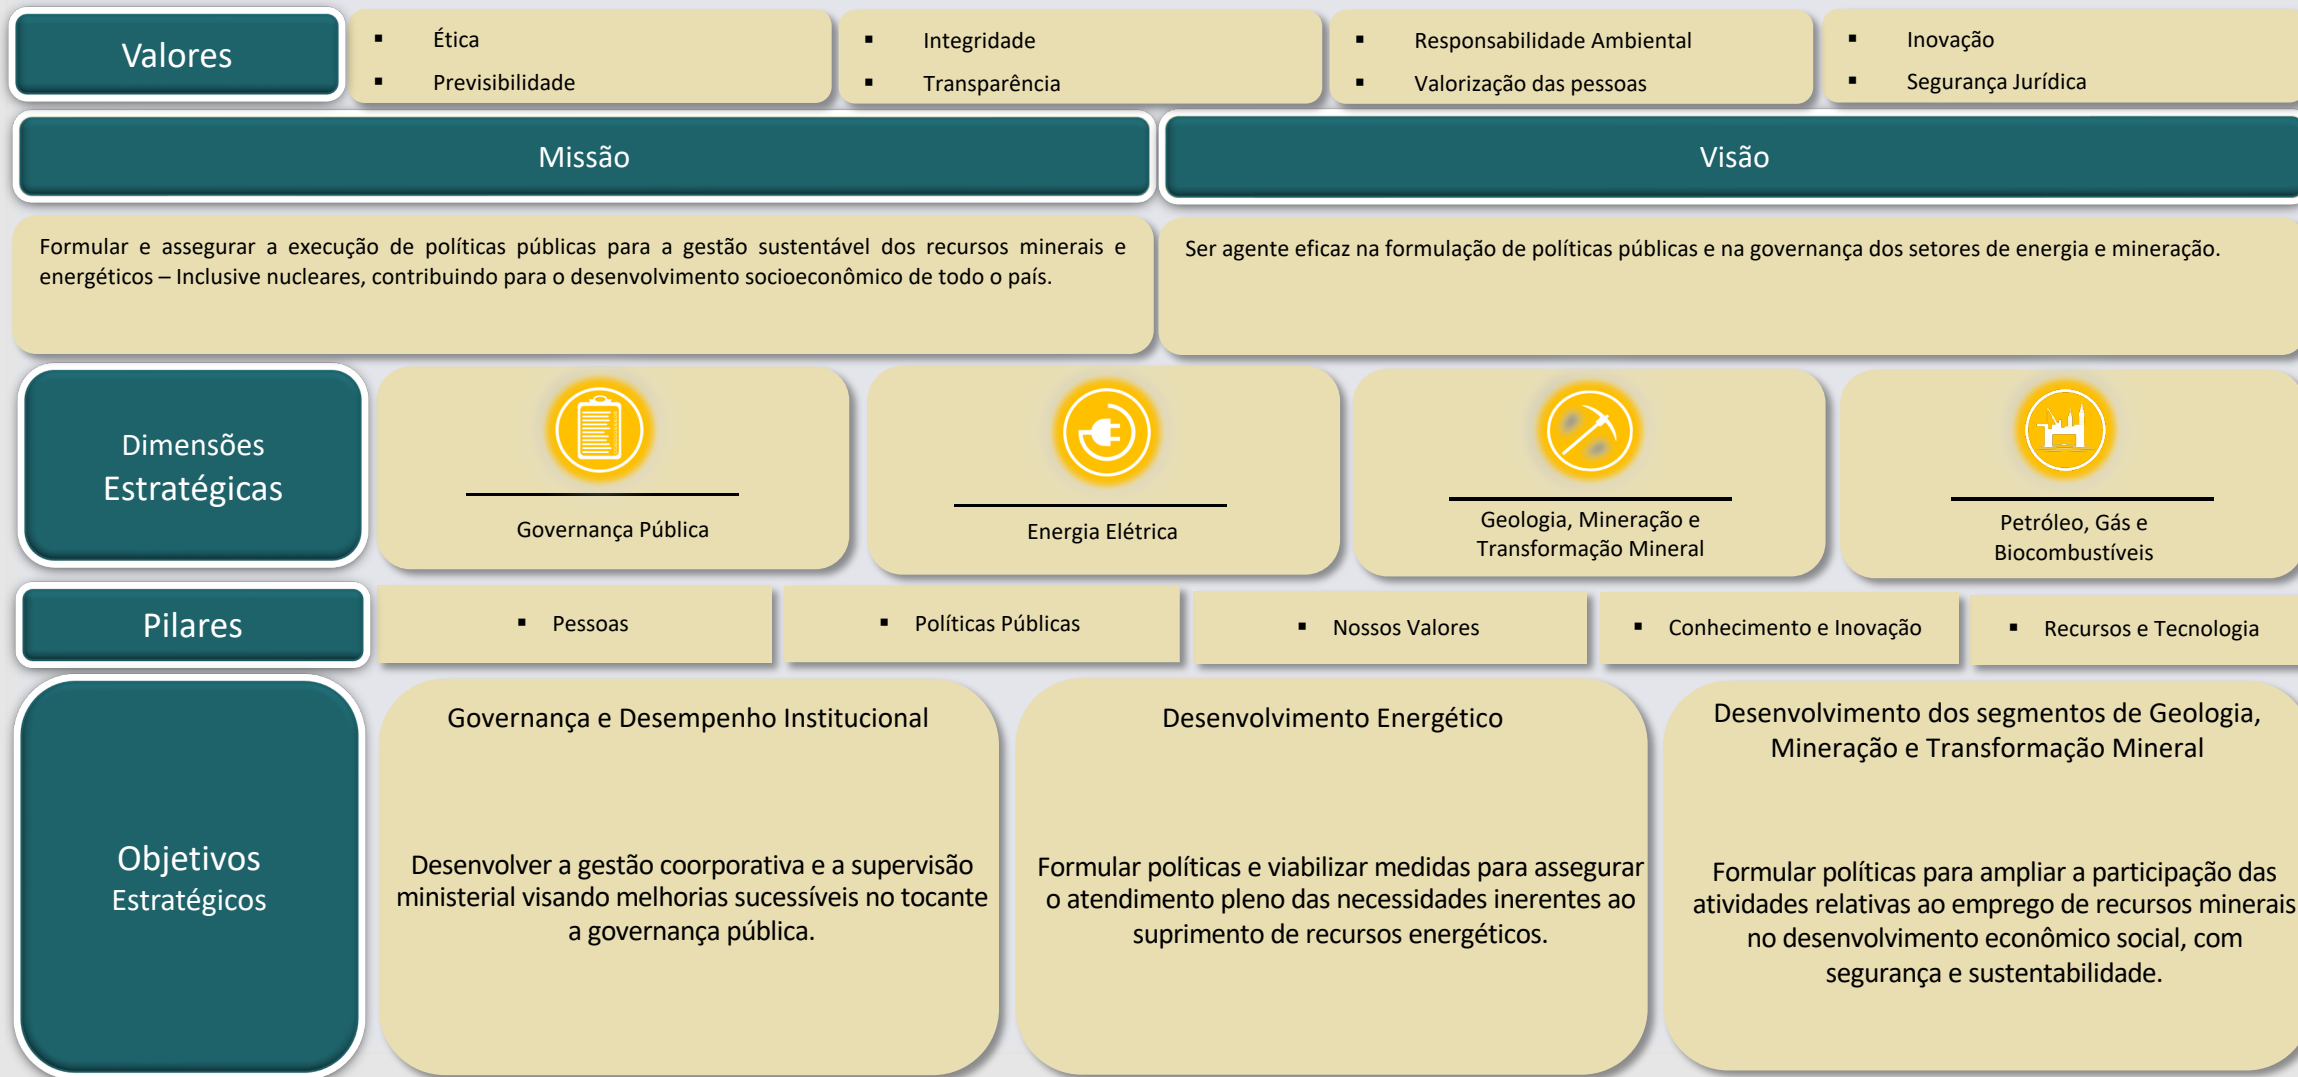 Valores
▪ Ética
▪ Previsibilidade
▪ Integridade
▪ Transparência
▪ Responsabilidade Ambiental
▪ Valorização das pessoas
▪ Inovação
▪ Segurança Jurídica
Missão
Visão
Formular e assegurar a execução de políticas públicas para a gestão sustentável dos recursos minerais e
energéticos – Inclusive nucleares, contribuindo para o desenvolvimento socioeconômico de todo o país.
Ser agente eficaz na formulação de políticas públicas e na governança dos setores de energia e mineração.
Dimensões
Estratégicas
Governança Pública
Energia Elétrica
Geologia, Mineração e
Transformação Mineral
Petróleo, Gás e
Biocombustíveis
Pilares
▪ Pessoas
▪ Políticas Públicas
▪ Nossos Valores
▪ Conhecimento e Inovação
▪ Recursos e Tecnologia
Objetivos
Estratégicos
Governança e Desempenho Institucional
Desenvolver a gestão coorporativa e a supervisão
ministerial visando melhorias sucessíveis no tocante
a governança pública.
Desenvolvimento Energético
Formular políticas e viabilizar medidas para assegurar
o atendimento pleno das necessidades inerentes ao
suprimento de recursos energéticos.
Desenvolvimento dos segmentos de Geologia,
Mineração e Transformação Mineral
Formular políticas para ampliar a participação das
atividades relativas ao emprego de recursos minerais
no desenvolvimento econômico social, com
segurança e sustentabilidade.